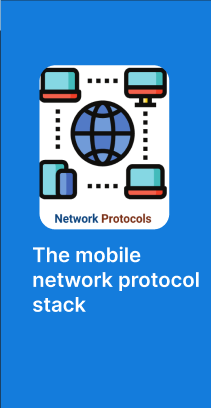 Network Protocols
The mobile
network protocol
stack